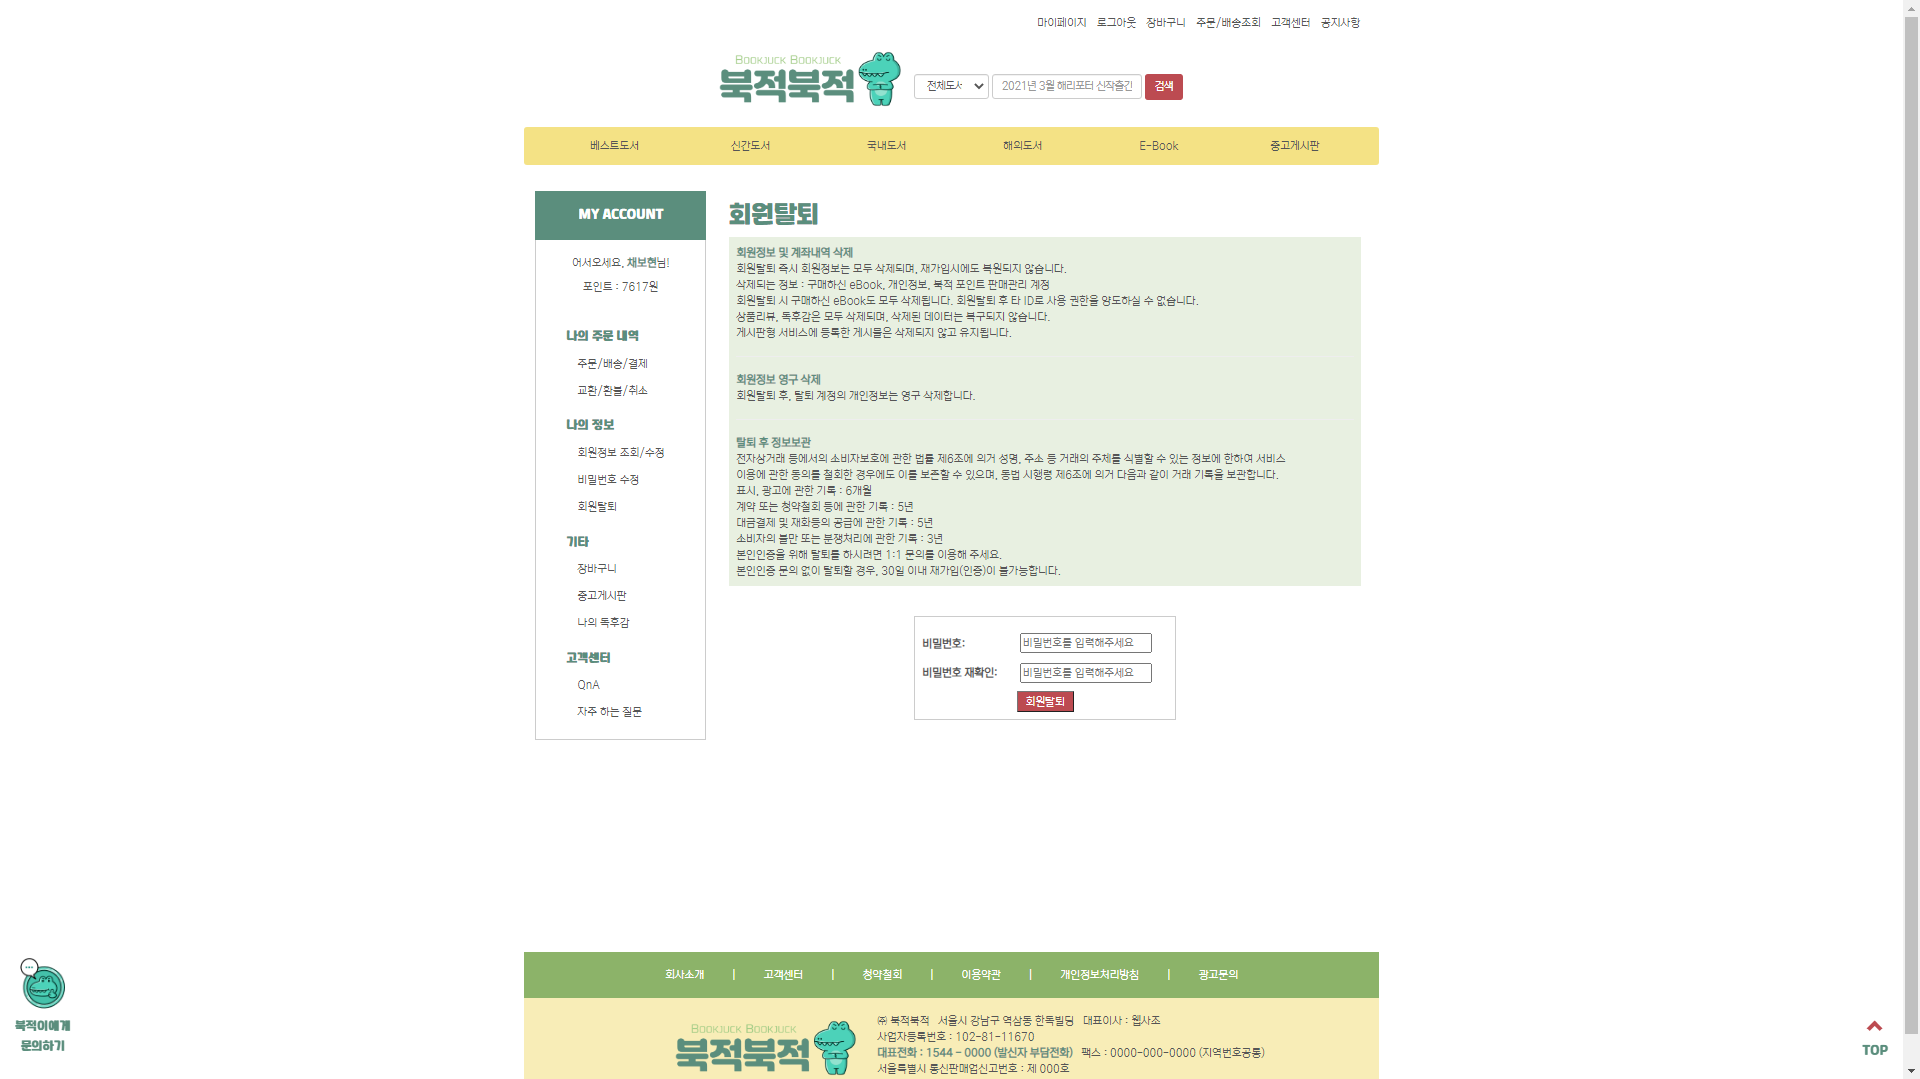 마이페이지 로그아웃 장바구니 주문/배송조회 고객센터 공지사항
BOOKJUCK BOOKJUCK
북적북적
전체도서 2021년 3월 해리포터 신작출간 검색
베스트도서 신간도서 국내도서 해외도서 E-Book 중고게시판
MY ACCOUNT
어서오세요, 채보현님!
포인트 : 7617원
나의 주문 내역
주문/배송/결제
교환/환불/취소
나의 정보
회원정보 조회/수정
비밀번호 수정
회원탈퇴
기타
장바구니
중고게시판
나의 독후감
고객센터
QnA
자주 하는 질문
회원탈퇴
회원정보 및 계좌내역 삭제
회원탈퇴 즉시 회원정보는 모두 삭제되며, 재가입시에도 복원되지 않습니다.
삭제되는 정보 : 구매하신 eBook, 개인정보, 북적 포인트 판매관리 계정
회원탈퇴 시 구매하신 eBook도 모두 삭제됩니다. 회원탈퇴 후 타 ID로 사용 권한을 양도하실 수 없습니다.
상품리뷰, 독후감은 모두 삭제되며, 삭제된 데이터는 복구되지 않습니다.
게시판형 서비스에 등록한 게시물은 삭제되지 않고 유지됩니다.
회원정보 영구 삭제
회원탈퇴 후, 탈퇴 계정의 개인정보는 영구 삭제합니다.
탈퇴 후 정보보관
전자상거래 등에서의 소비자보호에 관한 법률 제6조에 의거 성명, 주소 등 거래의 주체를 식별할 수 있는 정보에 한하여 서비스
이용에 관한 동의를 철회한 경우에도 이를 보존할 수 있으며, 동법 시행령 제6조에 의거 다음과 같이 거래 기록을 보관합니다.
표시, 광고에 관한 기록 : 6개월
계약 또는 청약철회 등에 관한 기록 : 5년
대금결제 및 재화등의 공급에 관한 기록 : 5년
소비자의 불만 또는 분쟁처리에 관한 기록 : 3년
본인인증을 위해 탈퇴를 하시려면 1:1 문의를 이용해 주세요.
본인인증 문의 없이 탈퇴할 경우, 30일 이내 재가입(인증)이 불가능합니다.
비밀번호: 비밀번호를 입력해주세요
비밀번호 재확인: 비밀번호를 입력해주세요
회원탈퇴
회사소개 | 고객센터 | 청약철회 | 이용약관 | 개인정보처리방침 | 광고문의
BOOKJUCK BOOKJUCK
북적북적
㈜ 북적북적 서울시 강남구 역삼동 한독빌딩 대표이사 : 웹사조
사업자등록번호 : 102-81-11670
대표전화 : 1544 - 0000 (발신자 부담전화) 팩스 : 0000-000-0000 (지역번호공통)
서울특별시 통신판매업신고번호 : 제 000호
북적이에게
문의하기
TOP